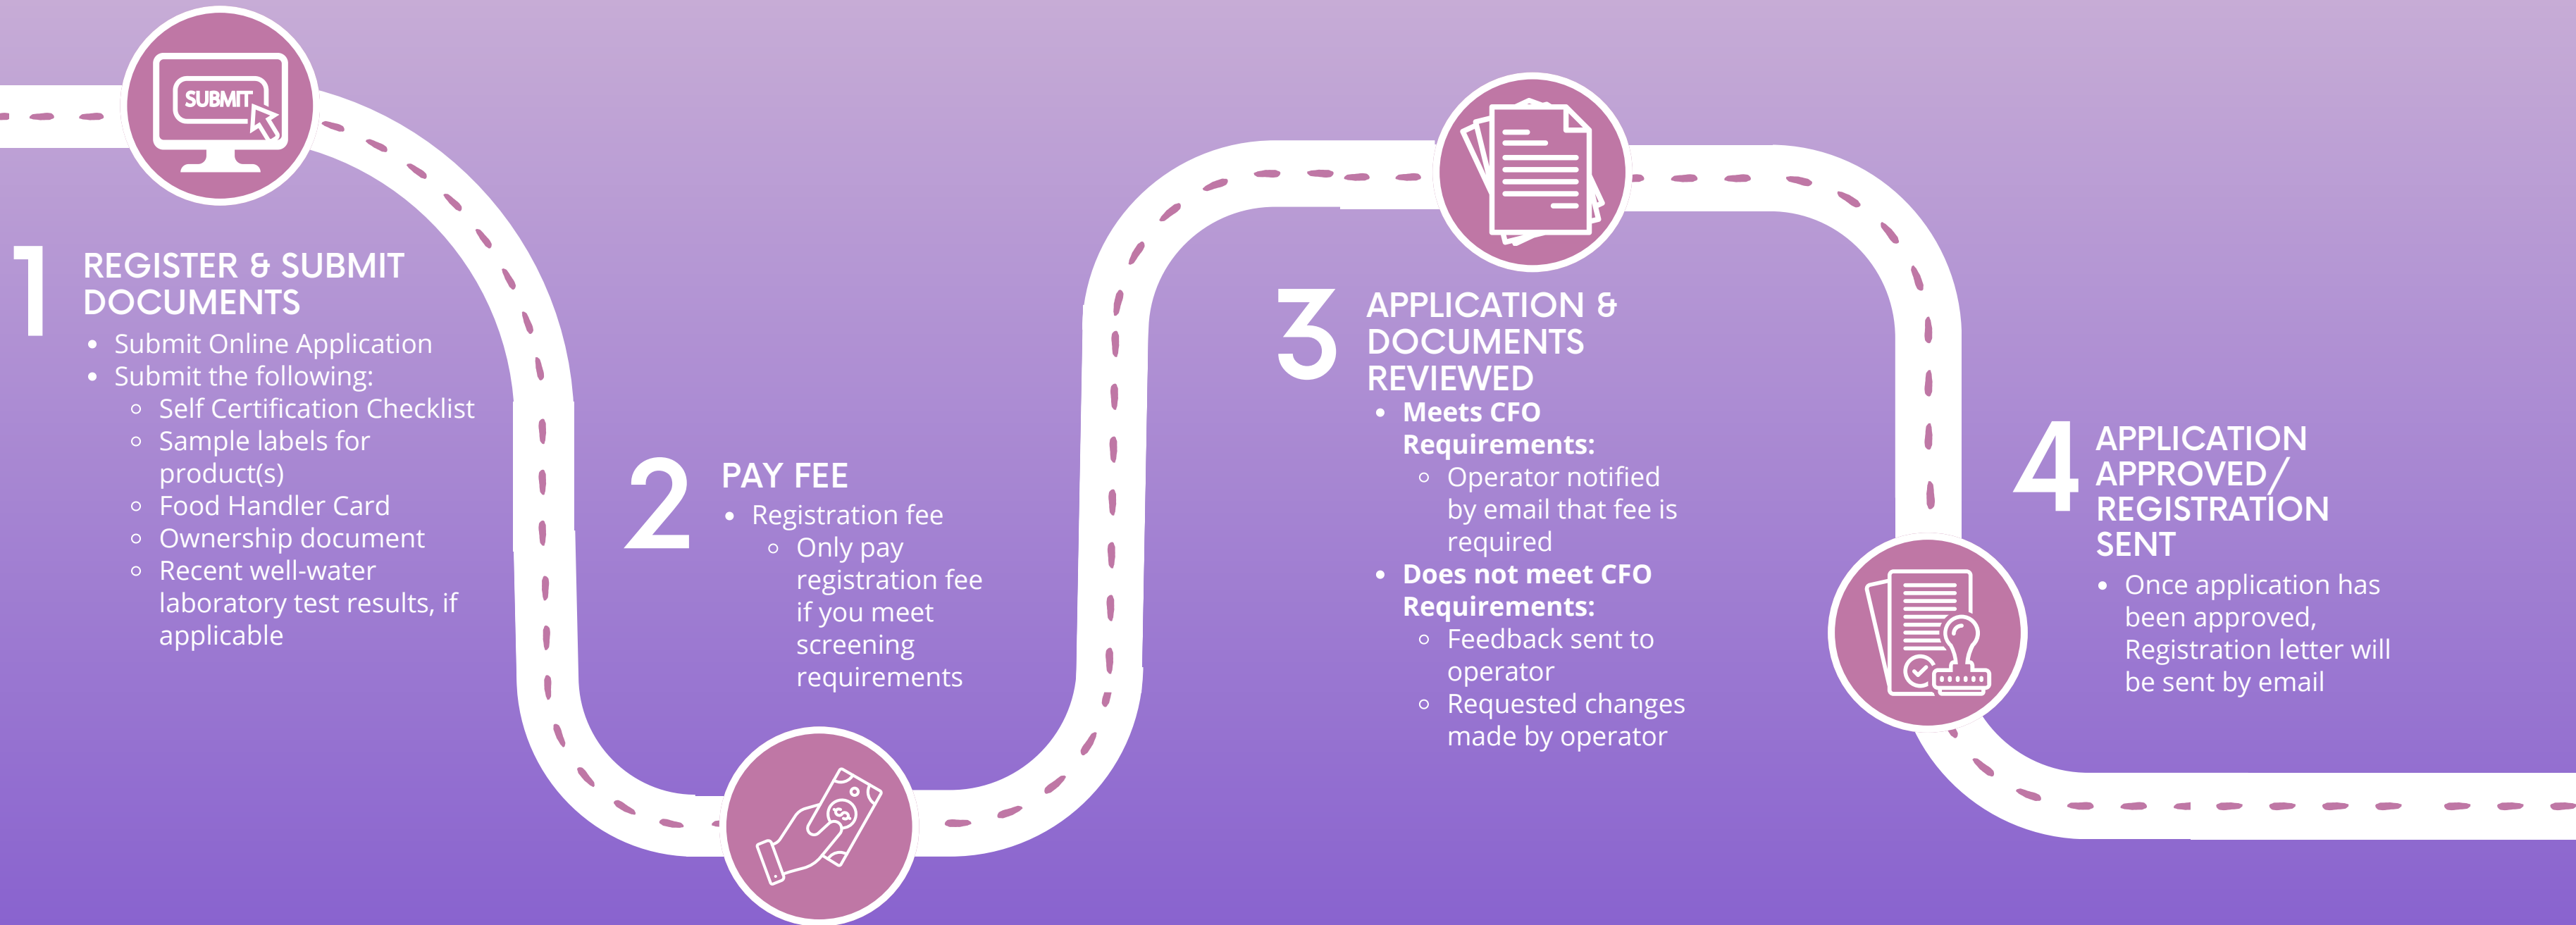 SUBMIT
1
REGISTER & SUBMIT
DOCUMENTS
• Submit Online Application
• Submit the following:
◦ Self Certification Checklist
◦ Sample labels for
product(s)
◦ Food Handler Card
◦ Ownership document
◦ Recent well-water
laboratory test results, if
applicable
2
PAY FEE
• Registration fee
◦ Only pay
registration fee
if you meet
screening
requirements
$
3
APPLICATION &
DOCUMENTS
REVIEWED
• Meets CFO
Requirements:
◦ Operator notified
by email that fee is
required
• Does not meet CFO
Requirements:
◦ Feedback sent to
operator
◦ Requested changes
made by operator
4
APPLICATION
APPROVED/
REGISTRATION
SENT
• Once application has
been approved,
Registration letter will
be sent by email